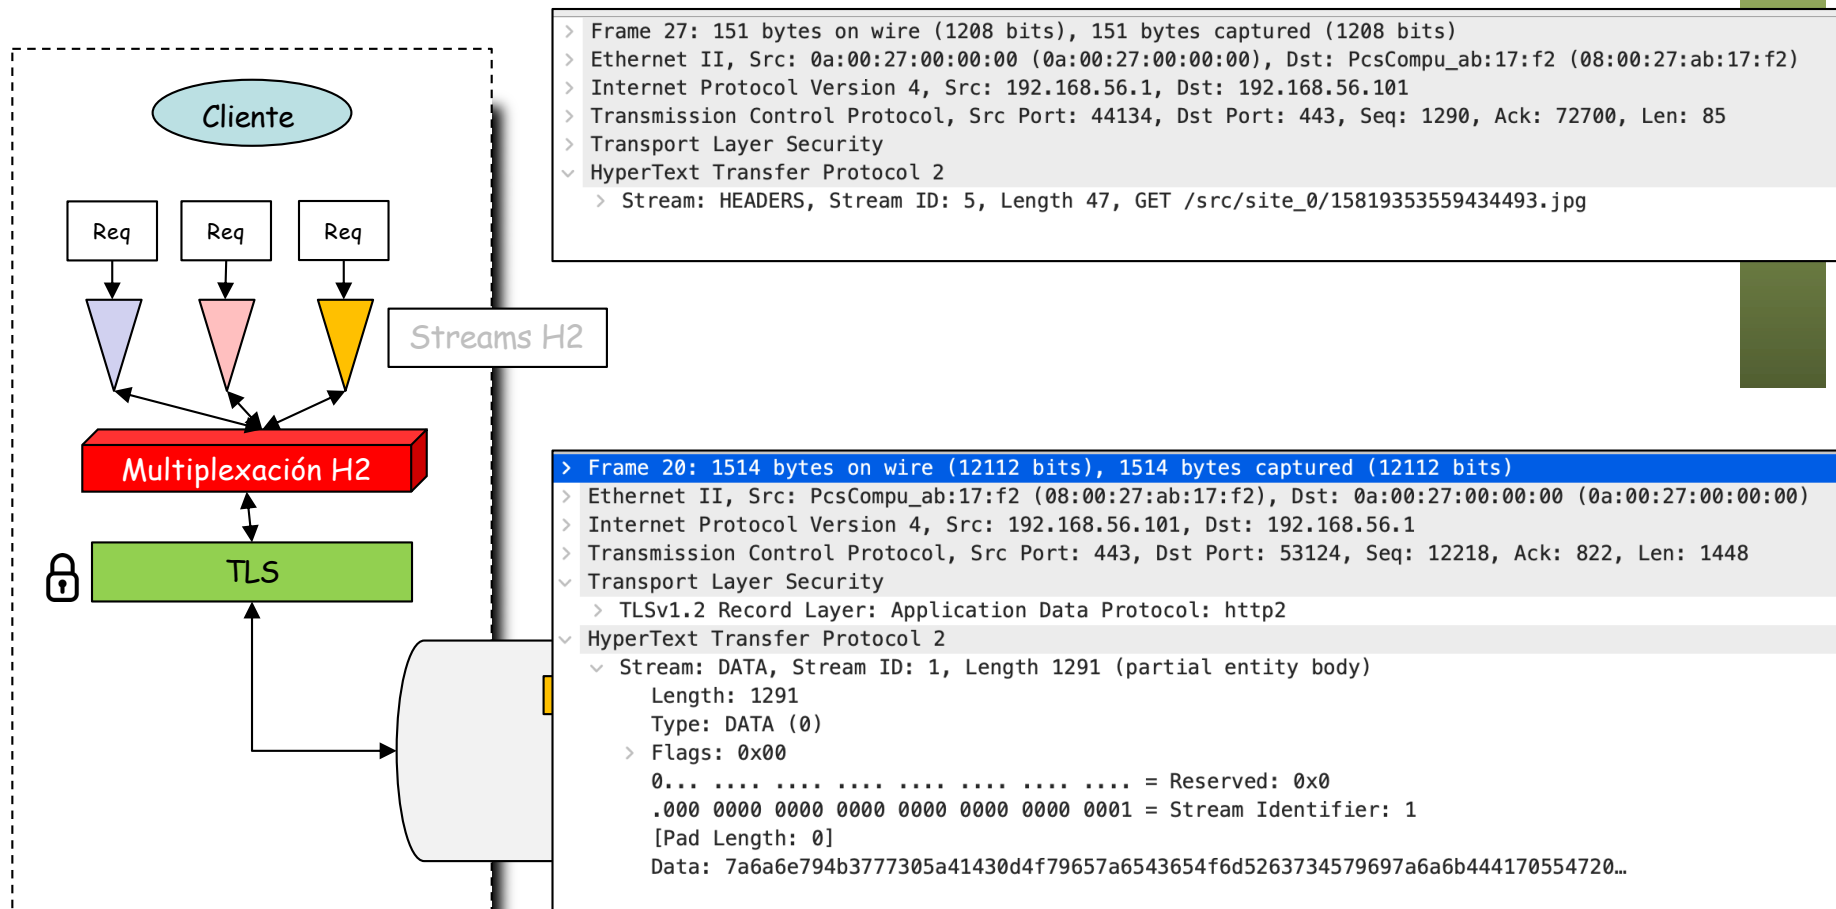 Cliente
Req
Req
Req
Streams H2
Multiplexación H2
TLS
Frame 27: 151 bytes on wire (1208 bits), 151 bytes captured (1208 bits)
Ethernet II, Src: 0a:00:27:00:00:00 (0a:00:27:00:00:00), Dst: PcsCompu_ab:17:f2 (08:00:27:ab:17:f2)
Internet Protocol Version 4, Src: 192.168.56.1, Dst: 192.168.56.101
Transmission Control Protocol, Src Port: 44134, Dst Port: 443, Seq: 1290, Ack: 72700, Len: 85
Transport Layer Security
HyperText Transfer Protocol 2
Stream: HEADERS, Stream ID: 5, Length 47, GET /src/site_0/15819353559434493.jpg
Frame 20: 1514 bytes on wire (12112 bits), 1514 bytes captured (12112 bits)
Ethernet II, Src: PcsCompu_ab:17:f2 (08:00:27:ab:17:f2), Dst: 0a:00:27:00:00:00 (0a:00:27:00:00:00)
Internet Protocol Version 4, Src: 192.168.56.101, Dst: 192.168.56.1
Transmission Control Protocol, Src Port: 443, Dst Port: 53124, Seq: 12218, Ack: 822, Len: 1448
Transport Layer Security
TLSv1.2 Record Layer: Application Data Protocol: http2
HyperText Transfer Protocol 2
Stream: DATA, Stream ID: 1, Length 1291 (partial entity body)
Length: 1291
Type: DATA (0)
Flags: 0x00
0... .... .... .... .... .... .... .... = Reserved: 0x0
.000 0000 0000 0000 0000 0000 0000 0001 = Stream Identifier: 1
[Pad Length: 0]
Data: 7a6a6e794b3777305a41430d4f79657a6543654f6d5263734579697a6a6b444170554720…